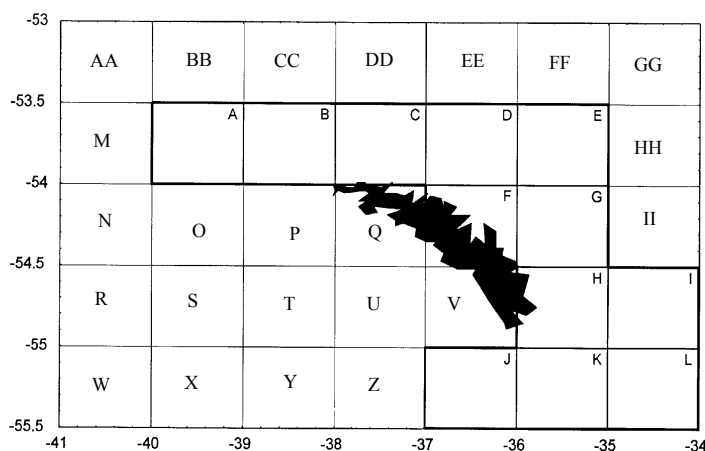 -53
AA BB CC DD EE FF GG
-53.5
A B C D E
M HH
-54
F G
N O P Q II
-54.5
H I
R S T U V
-55
J K L
W X Y Z
-55.5
-41 -40 -39 -38 -37 -36 -35 -34